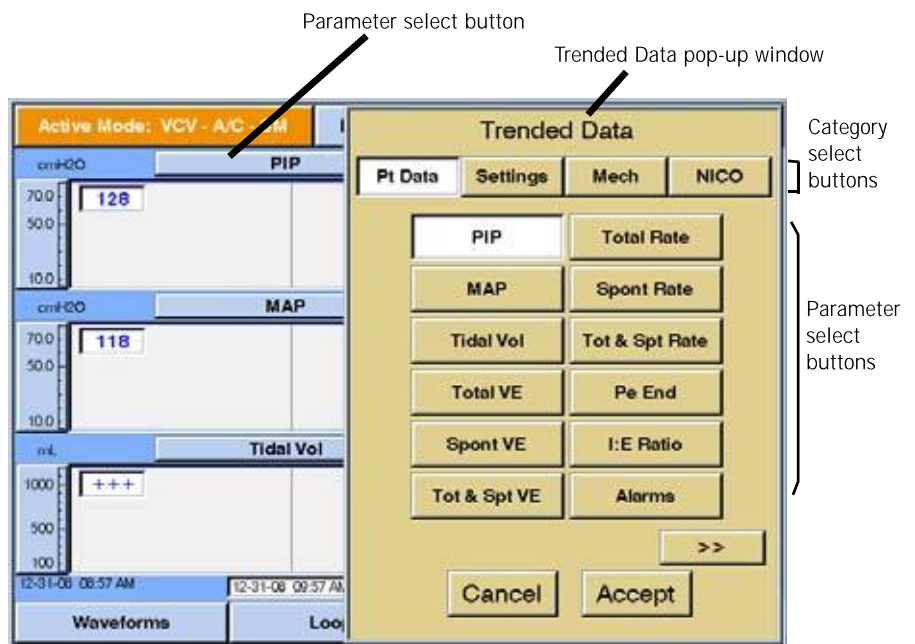 Parameter select button
Trended Data pop-up window
Active Mode: VCV - A/C -
Trended Data
Category
select
buttons
Pt Data Settings Mech NICO
cmH2O PIP
70.0 128
50.0
10.0
PIP Total Rate
MAP Spont Rate
Tidal Vol Tot & Spt Rate
Total VE Pe End
Spont VE I:E Ratio
Tot & Spt VE Alarms
Parameter
select
buttons
cmH2O MAP
70.0 118
50.0
10.0
mL Tidal Vol
1000 +++
500
100
>>
12-31-08 08:57 AM 12-31-08 09:57
Cancel Accept
Waveforms